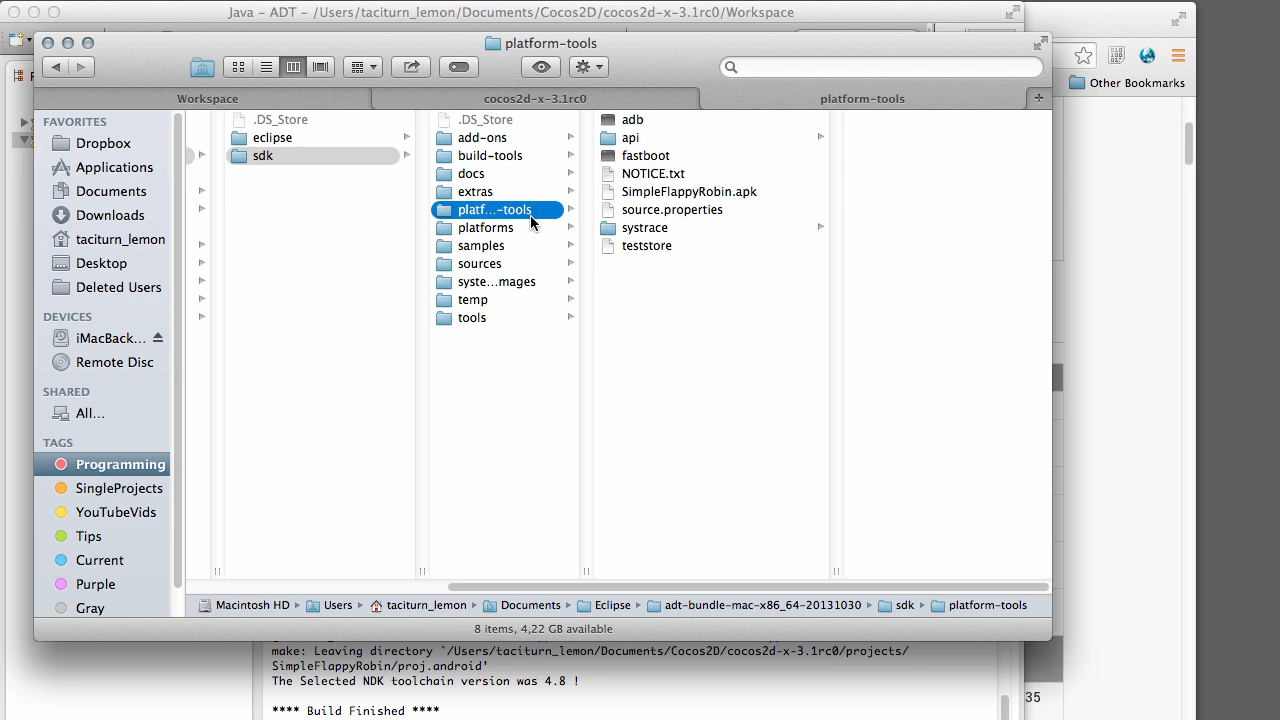 Java – ADT – /Users/taciturn_lemon/Documents/Cocos2D/cocos2d-x-3.1rc0/Workspace
platform-tools
Other Bookmarks
Workspace
cocos2d-x-3.1rc0
platform-tools
+
FAVORITES
Dropbox
Applications
Documents
Downloads
taciturn_lemon
Desktop
Deleted Users
DEVICES
iMacBack...
Remote Disc
SHARED
All...
TAGS
Programming
SingleProjects
YouTubeVids
Tips
Current
Purple
Gray
.DS_Store
eclipse
sdk
.DS_Store
add-ons
build-tools
docs
extras
platf...-tools
platforms
samples
sources
syste...mages
temp
tools
adb
api
fastboot
NOTICE.txt
SimpleFlappyRobin.apk
source.properties
systrace
teststore
Macintosh HD
Users
taciturn_lemon
Documents
Eclipse
adt-bundle-mac-x86_64-20131030
sdk
platform-tools
8 items, 4,22 GB available
make: Leaving directory `/Users/taciturn_lemon/Documents/Cocos2D/cocos2d-x-3.1rc0/projects/
SimpleFlappyRobin/proj.android'
The Selected NDK toolchain version was 4.8 !
**** Build Finished ****
35